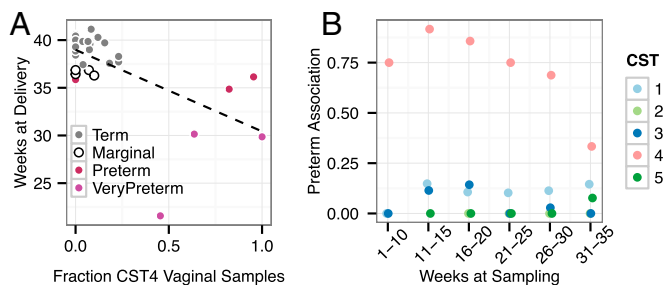 A
Weeks at Delivery
40
35
30
25
Term
Marginal
Preterm
VeryPreterm
0.0
0.5
1.0
Fraction CST4 Vaginal Samples
B
Preterm Association
0.75
0.50
0.25
0.00
1−10
11−15
16−20
21−25
26−30
31−35
Weeks at Sampling
CST
1
2
3
4
5